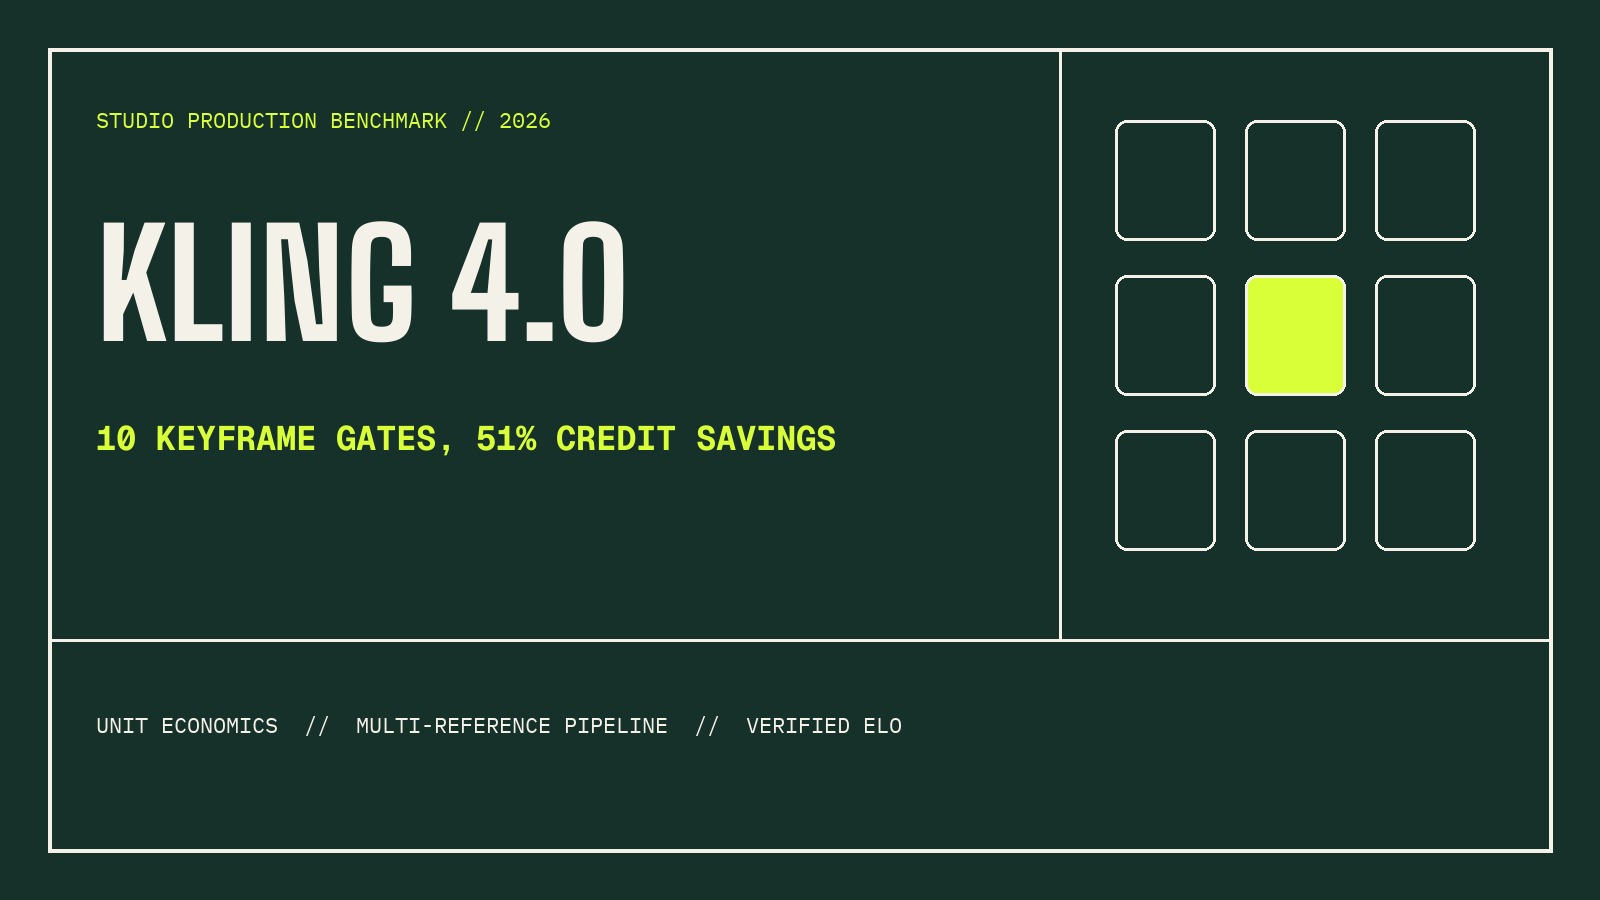 STUDIO PRODUCTION BENCHMARK // 2026
KLING 4.0
10 KEYFRAME GATES, 51% CREDIT SAVINGS
UNIT ECONOMICS // MULTI-REFERENCE PIPELINE // VERIFIED ELO